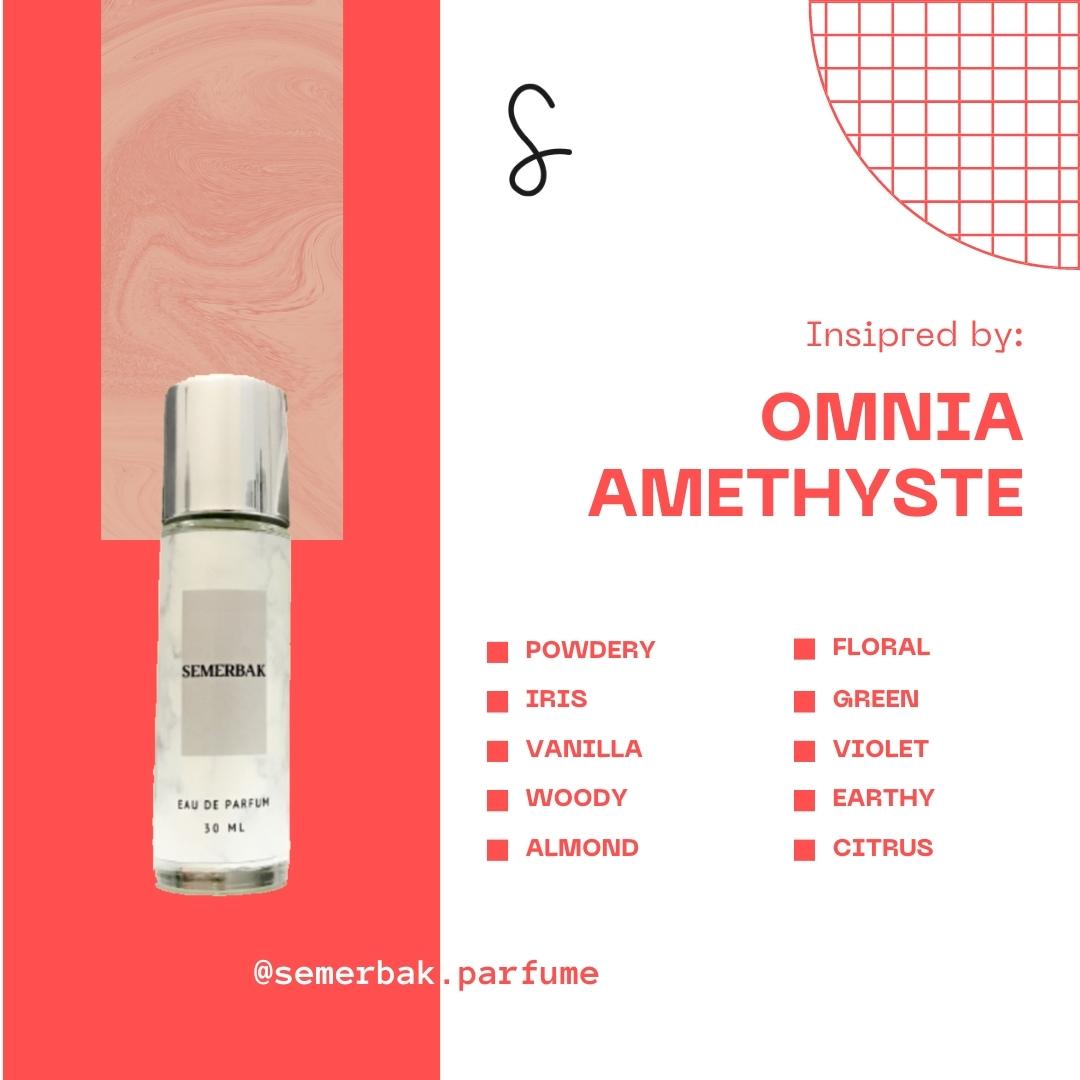 S
Insipred by:
OMNIA
AMETHYSTE
SEMERBAK
EAU DE PARFUM
30 ML
POWDERY
IRIS
VANILLA
WOODY
ALMOND
FLORAL
GREEN
VIOLET
EARTHY
CITRUS
@semerbak.parfume